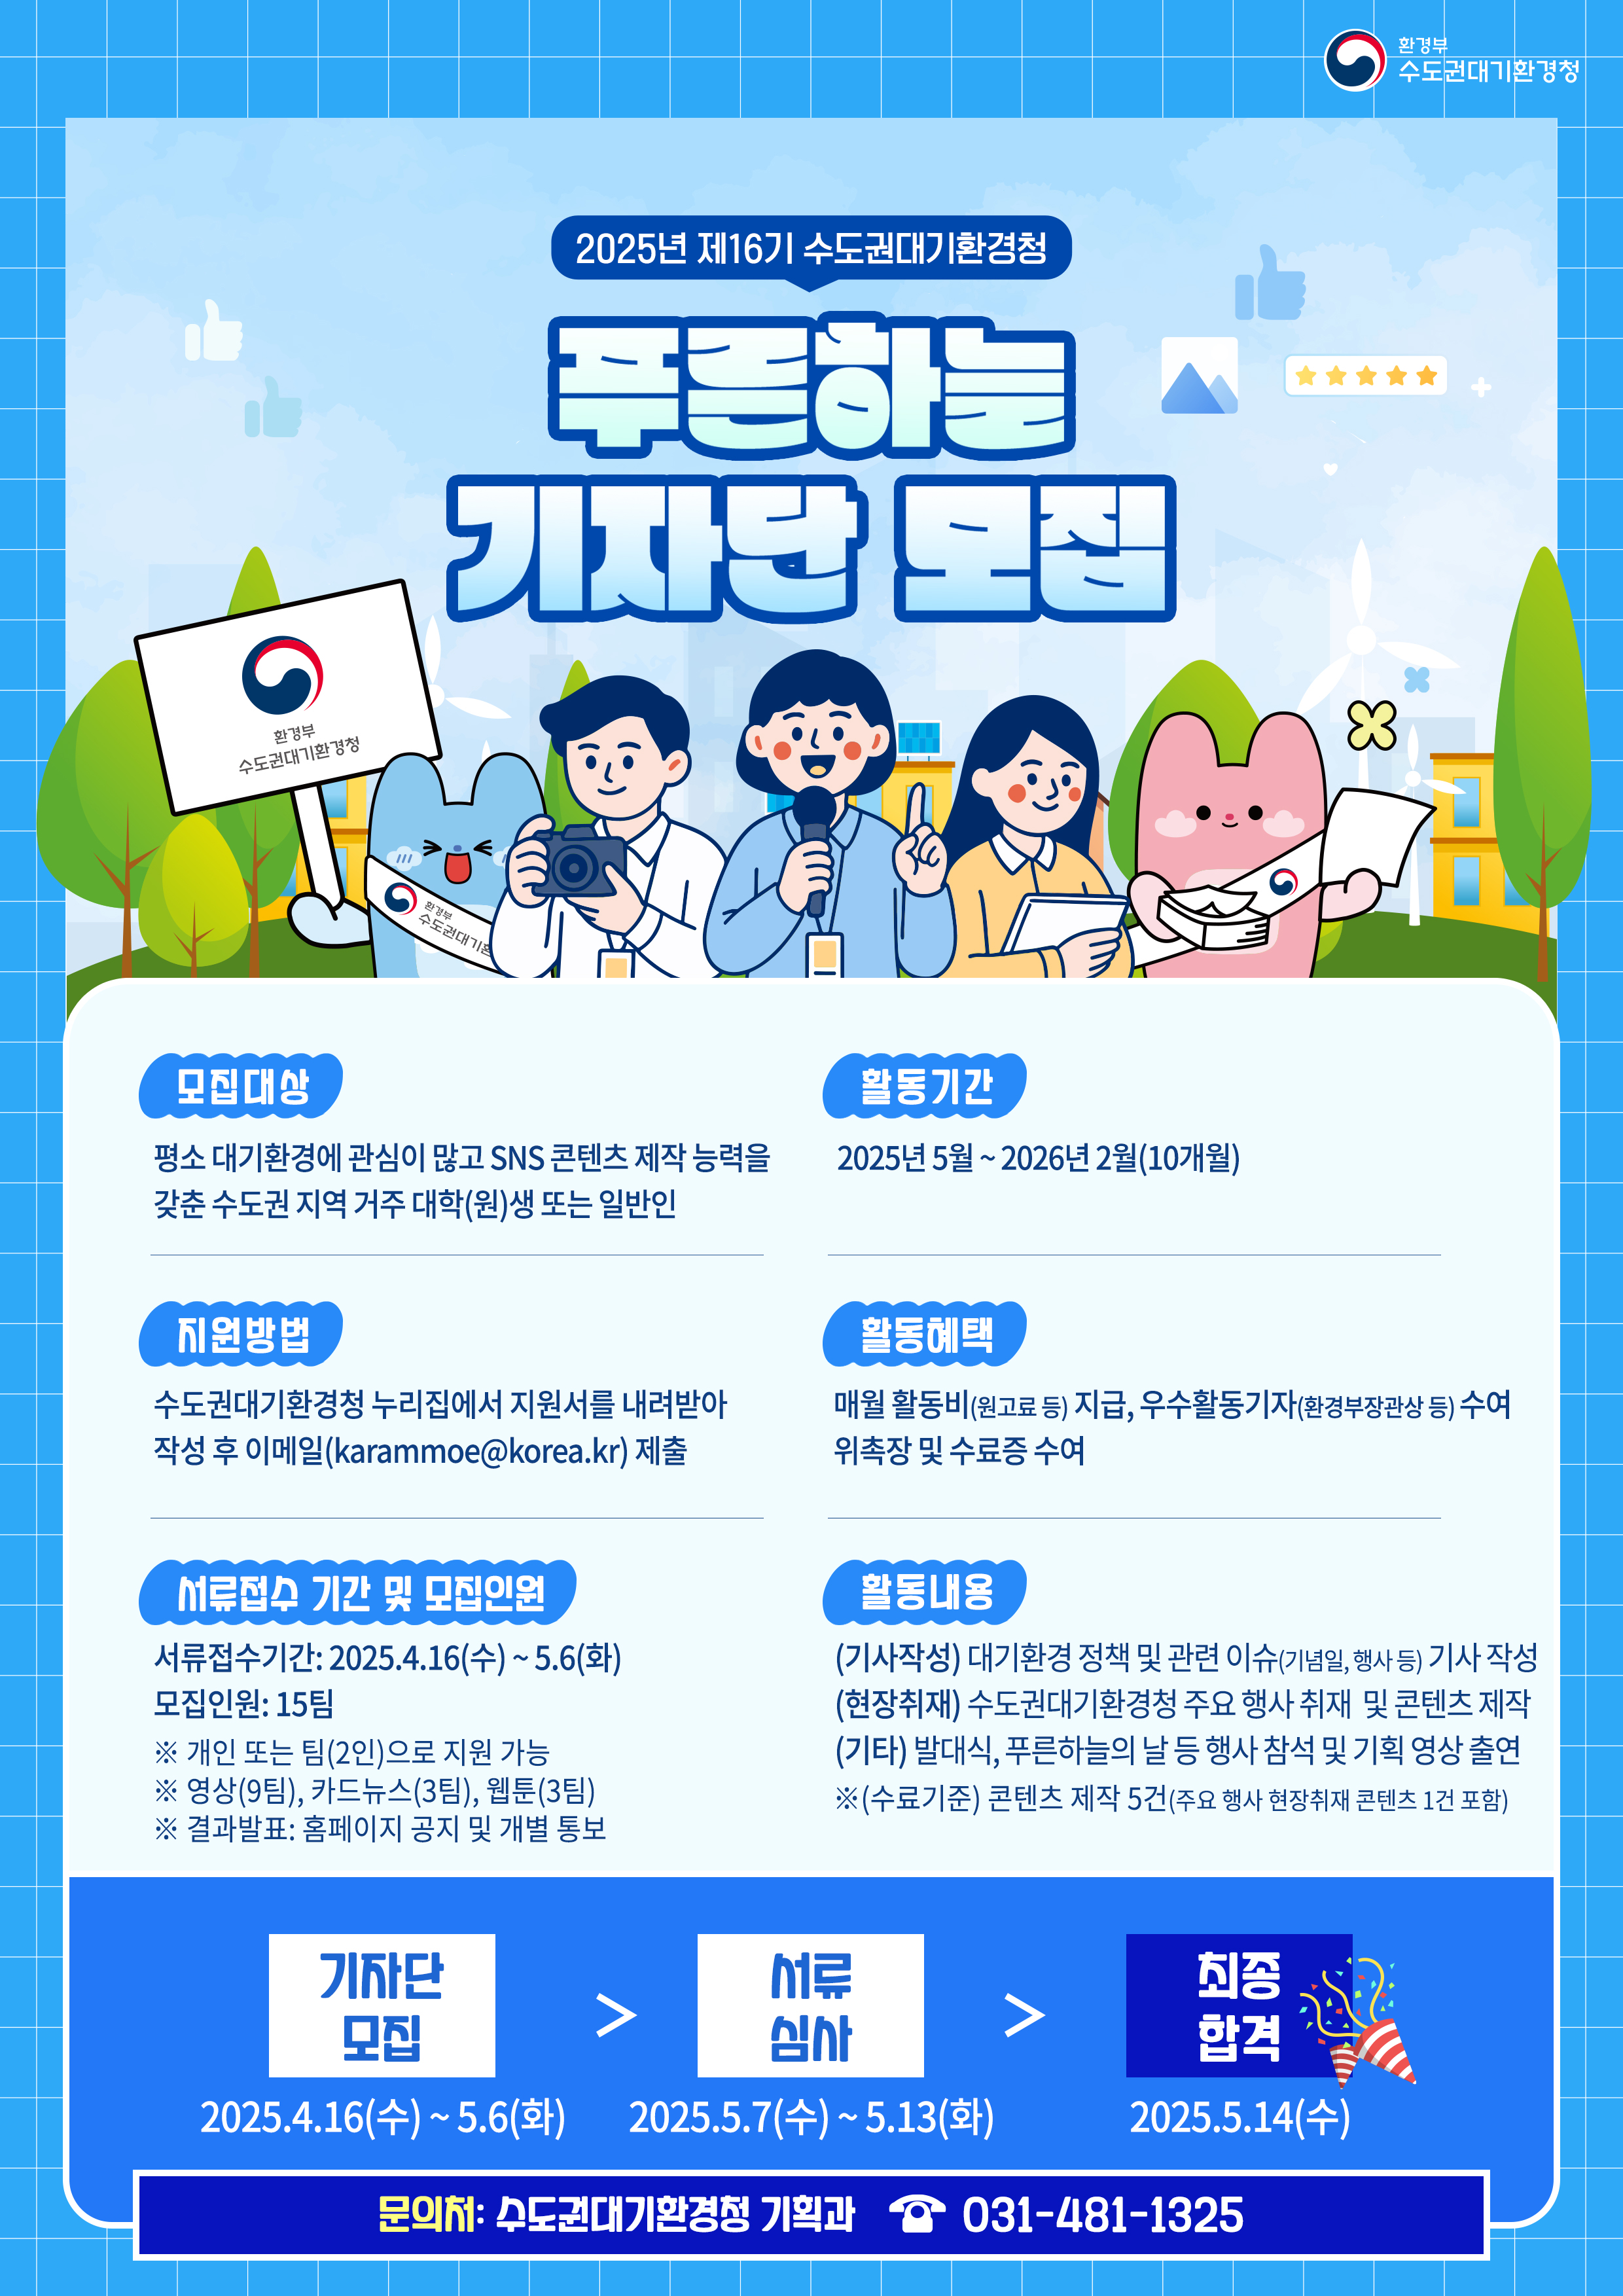 환경부
수도권대기환경청
2025년 제16기 수도권대기환경청
푸른하늘
기자단 모집
환경부
수도권대기환경청
환경부
수도권대기환
모집대상
평소 대기환경에 관심이 많고 SNS 콘텐츠 제작 능력을
갖춘 수도권 지역 거주 대학(원)생 또는 일반인
활동기간
2025년 5월 ~ 2026년 2월(10개월)
지원방법
수도권대기환경청 누리집에서 지원서를 내려받아
작성 후 이메일(karammoe@korea.kr) 제출
활동혜택
매월 활동비(원고료 등) 지급, 우수활동기자(환경부장관상 등) 수여
위촉장 및 수료증 수여
서류접수 기간 및 모집인원
서류접수기간: 2025.4.16(수) ~ 5.6(화)
모집인원: 15팀
※ 개인 또는 팀(2인)으로 지원 가능
※ 영상(9팀), 카드뉴스(3팀), 웹툰(3팀)
※ 결과발표: 홈페이지 공지 및 개별 통보
활동내용
(기사작성) 대기환경 정책 및 관련 이슈(기념일, 행사 등) 기사 작성
(현장취재) 수도권대기환경청 주요 행사 취재 및 콘텐츠 제작
(기타) 발대식, 푸른하늘의 날 등 행사 참석 및 기획 영상 출연
※(수료기준) 콘텐츠 제작 5건(주요 행사 현장취재 콘텐츠 1건 포함)
기자단
모집
2025.4.16(수) ~ 5.6(화)
>
서류
심사
2025.5.7(수) ~ 5.13(화)
>
최종
합격
2025.5.14(수)
문의처: 수도권대기환경청 기획과 ☎ 031-481-1325